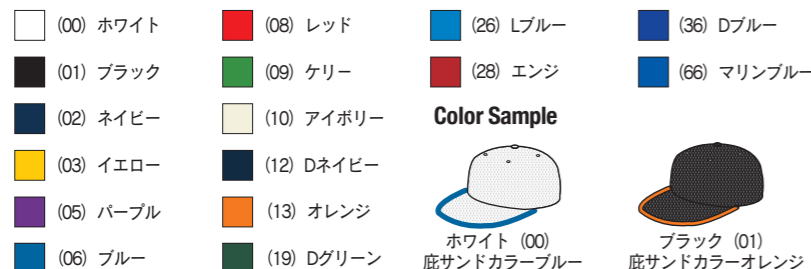 (00) ホワイト
(01) ブラック
(02) ネイビー
(03) イエロー
(05) パープル
(06) ブルー
(08) レッド
(09) ケリー
(10) アイボリー
(12) Dネイビー
(13) オレンジ
(19) Dグリーン
(26) Lブルー
(28) エンジ
(36) Dブルー
(66) マリンブルー
Color Sample
ホワイト (00)
庇サンドカラーブルー
ブラック (01)
庇サンドカラーオレンジ